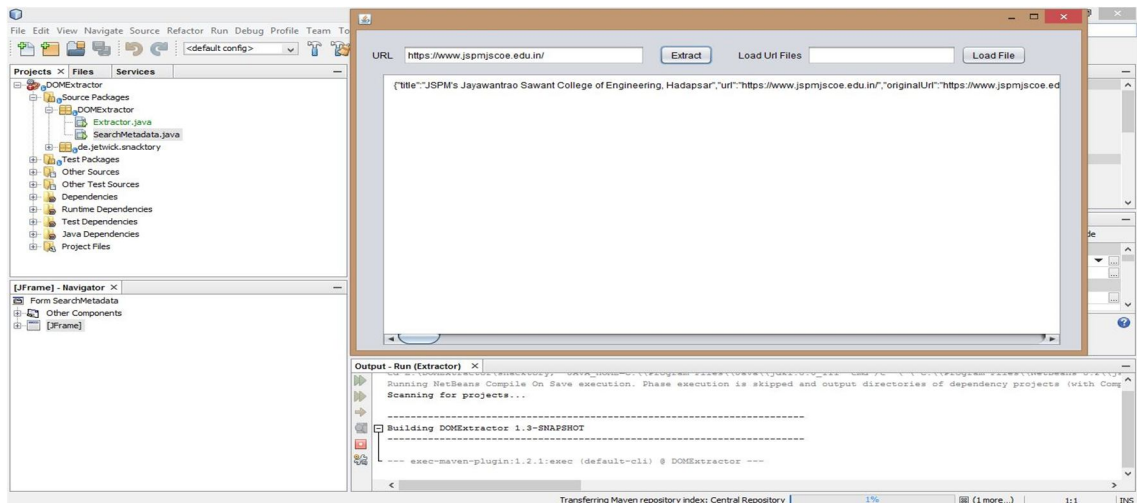 File Edit View Navigate Source Refactor Run Debug Profile Team To
<default config>
Projects Files Services
DOMExtractor
Source Packages
DOMExtractor
Extractor.java
SearchMetadata.java
de.jetwick.snacktory
Test Packages
Other Sources
Other Test Sources
Dependencies
Runtime Dependencies
Test Dependencies
Java Dependencies
Project Files
[JFrame] - Navigator
Form SearchMetadata
Other Components
[JFrame]
URL https://www.jspmjscoe.edu.in/ Extract Load Url Files Load File
{"title":"JSPM's Jayawantrao Sawant College of Engineering, Hadapsar","url":"https://www.jspmjscoe.edu.in/","originalUrl":"https://www.jspmjscoe.ed
Output - Run (Extractor)
Running NetBeans Compile On Save execution. Phase execution is skipped and output directories of dependency projects (with Comp
Scanning for projects...
------------------------------------------------------------------------
Building DOMExtractor 1.3-SNAPSHOT
------------------------------------------------------------------------
--- exec-maven-plugin:1.2.1:exec (default-cli) @ DOMExtractor ---
Transferring Maven repository index: Central Repository 1% (1 more...) 1:1 INS